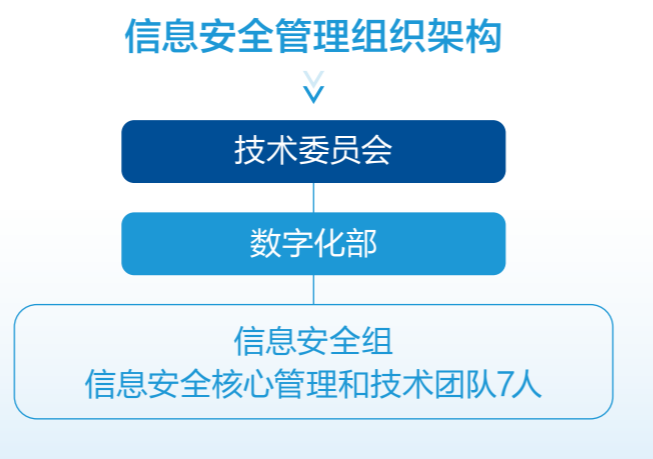 信息安全管理组织架构
技术委员会
数字化部
信息安全组
信息安全核心管理和技术团队7人